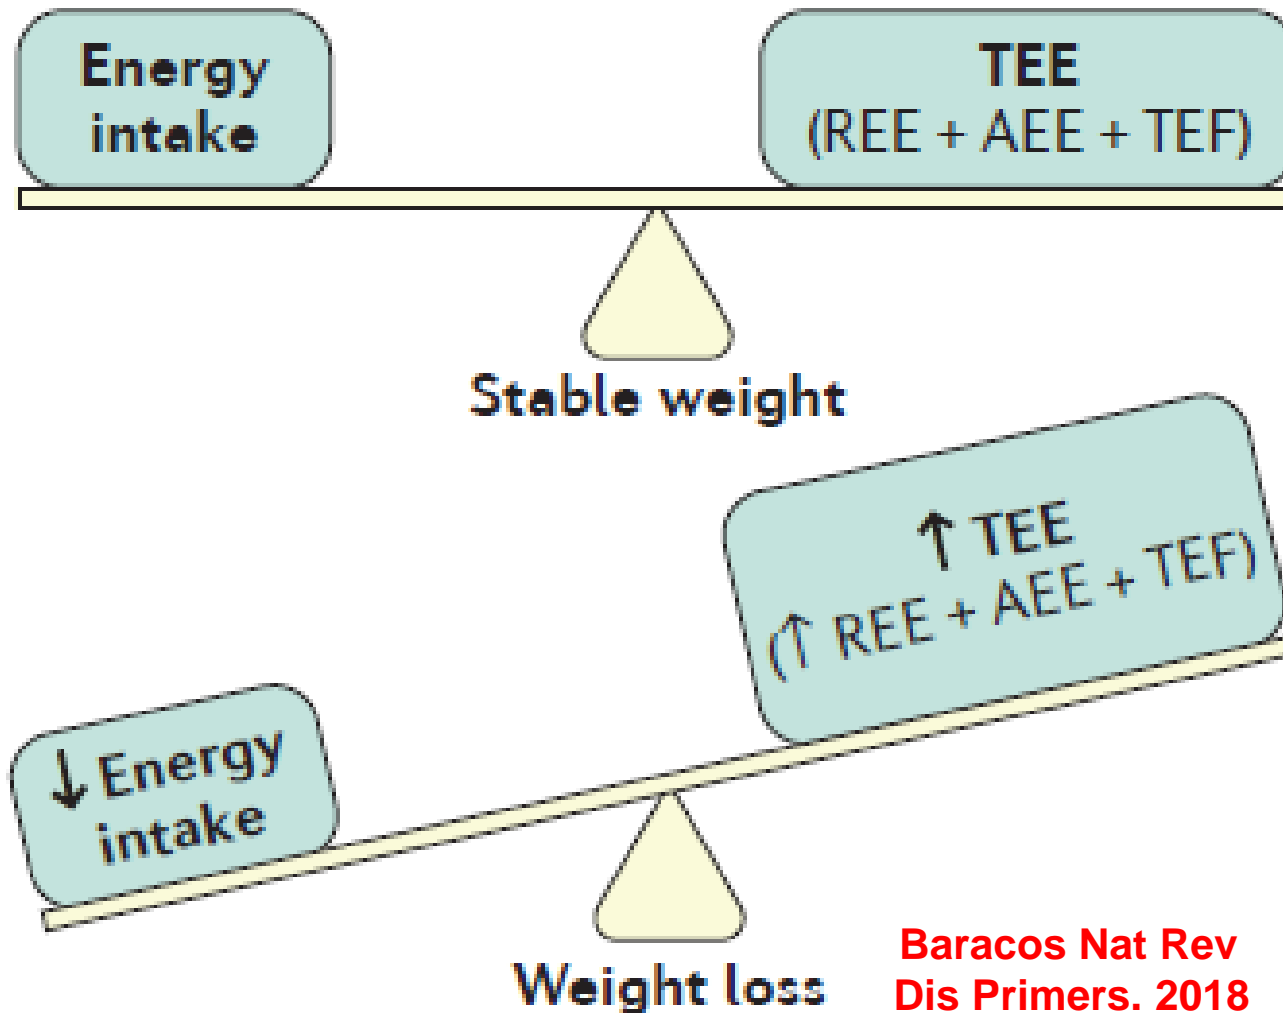 Energy
intake
TEE
(REE + AEE + TEF)
Stable weight
↑ TEE
(↑ REE + AEE + TEF)
↓ Energy
intake
Weight loss
Baracos Nat Rev
Dis Primers. 2018